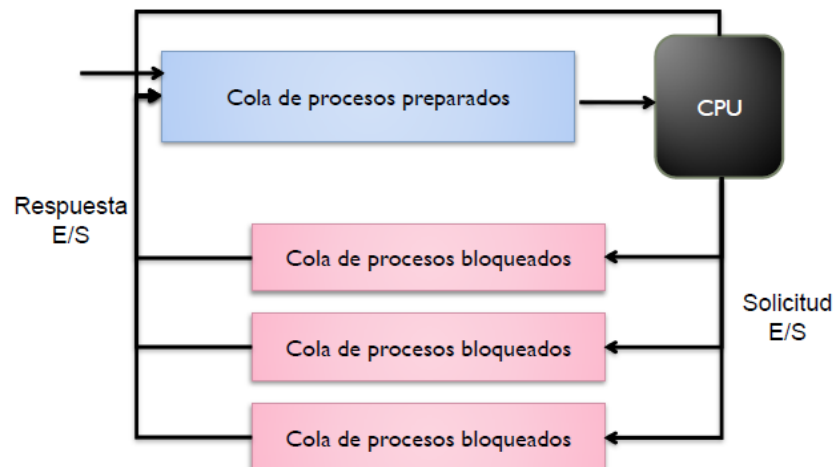 Cola de procesos preparados
CPU
Respuesta
E/S
Cola de procesos bloqueados
Solicitud
E/S
Cola de procesos bloqueados
Cola de procesos bloqueados